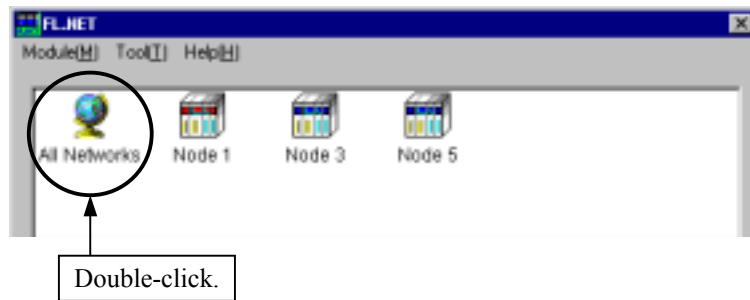 FL.NET
Module(M) Tool(T) Help(H)
All Networks Node 1 Node 3 Node 5
Double-click.